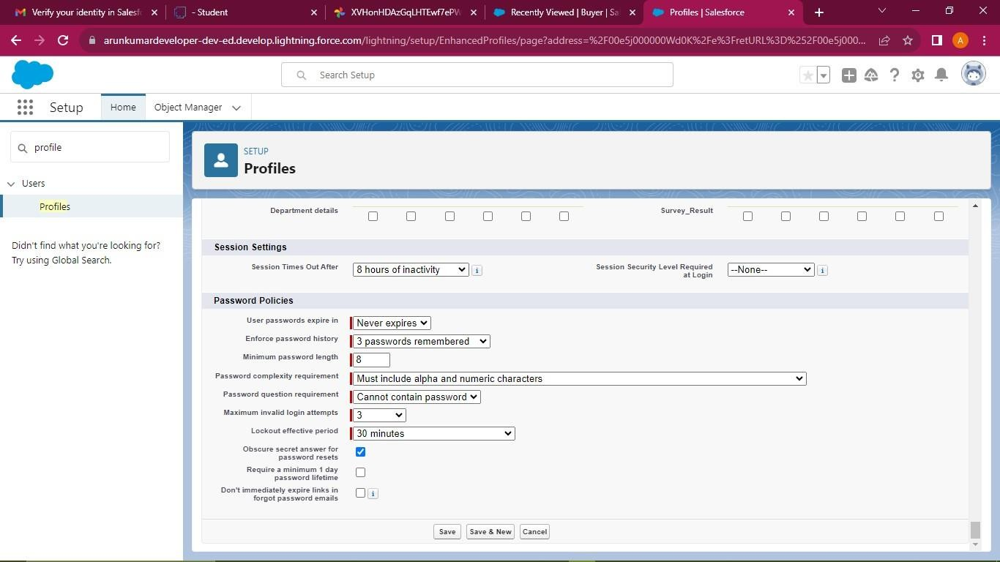 Verify your identity in Salesf
- Student
XVHonHDAzGqLHTEwf7ePW
Recently Viewed | Buyer | Sa
Profiles | Salesforce
arunkumardeveloper-dev-ed.develop.lightning.force.com/lightning/setup/EnhancedProfiles/page?address=%2F00e5j000000Wd0K%2Fe%3FretURL%3D%252F00e5j000...
A
Search Setup
Setup
Home
Object Manager
profile
Users
Profiles
Didn't find what you're looking for?
Try using Global Search.
SETUP
Profiles
Department details
Survey_Result
Session Settings
Session Times Out After
8 hours of inactivity
i
Session Security Level Required
at Login
--None--
i
Password Policies
User passwords expire in
Never expires
Enforce password history
3 passwords remembered
Minimum password length
8
Password complexity requirement
Must include alpha and numeric characters
Password question requirement
Cannot contain password
Maximum invalid login attempts
3
Lockout effective period
30 minutes
Obscure secret answer for
password resets
Require a minimum 1 day
password lifetime
Don't immediately expire links in
forgot password emails
i
Save
Save & New
Cancel